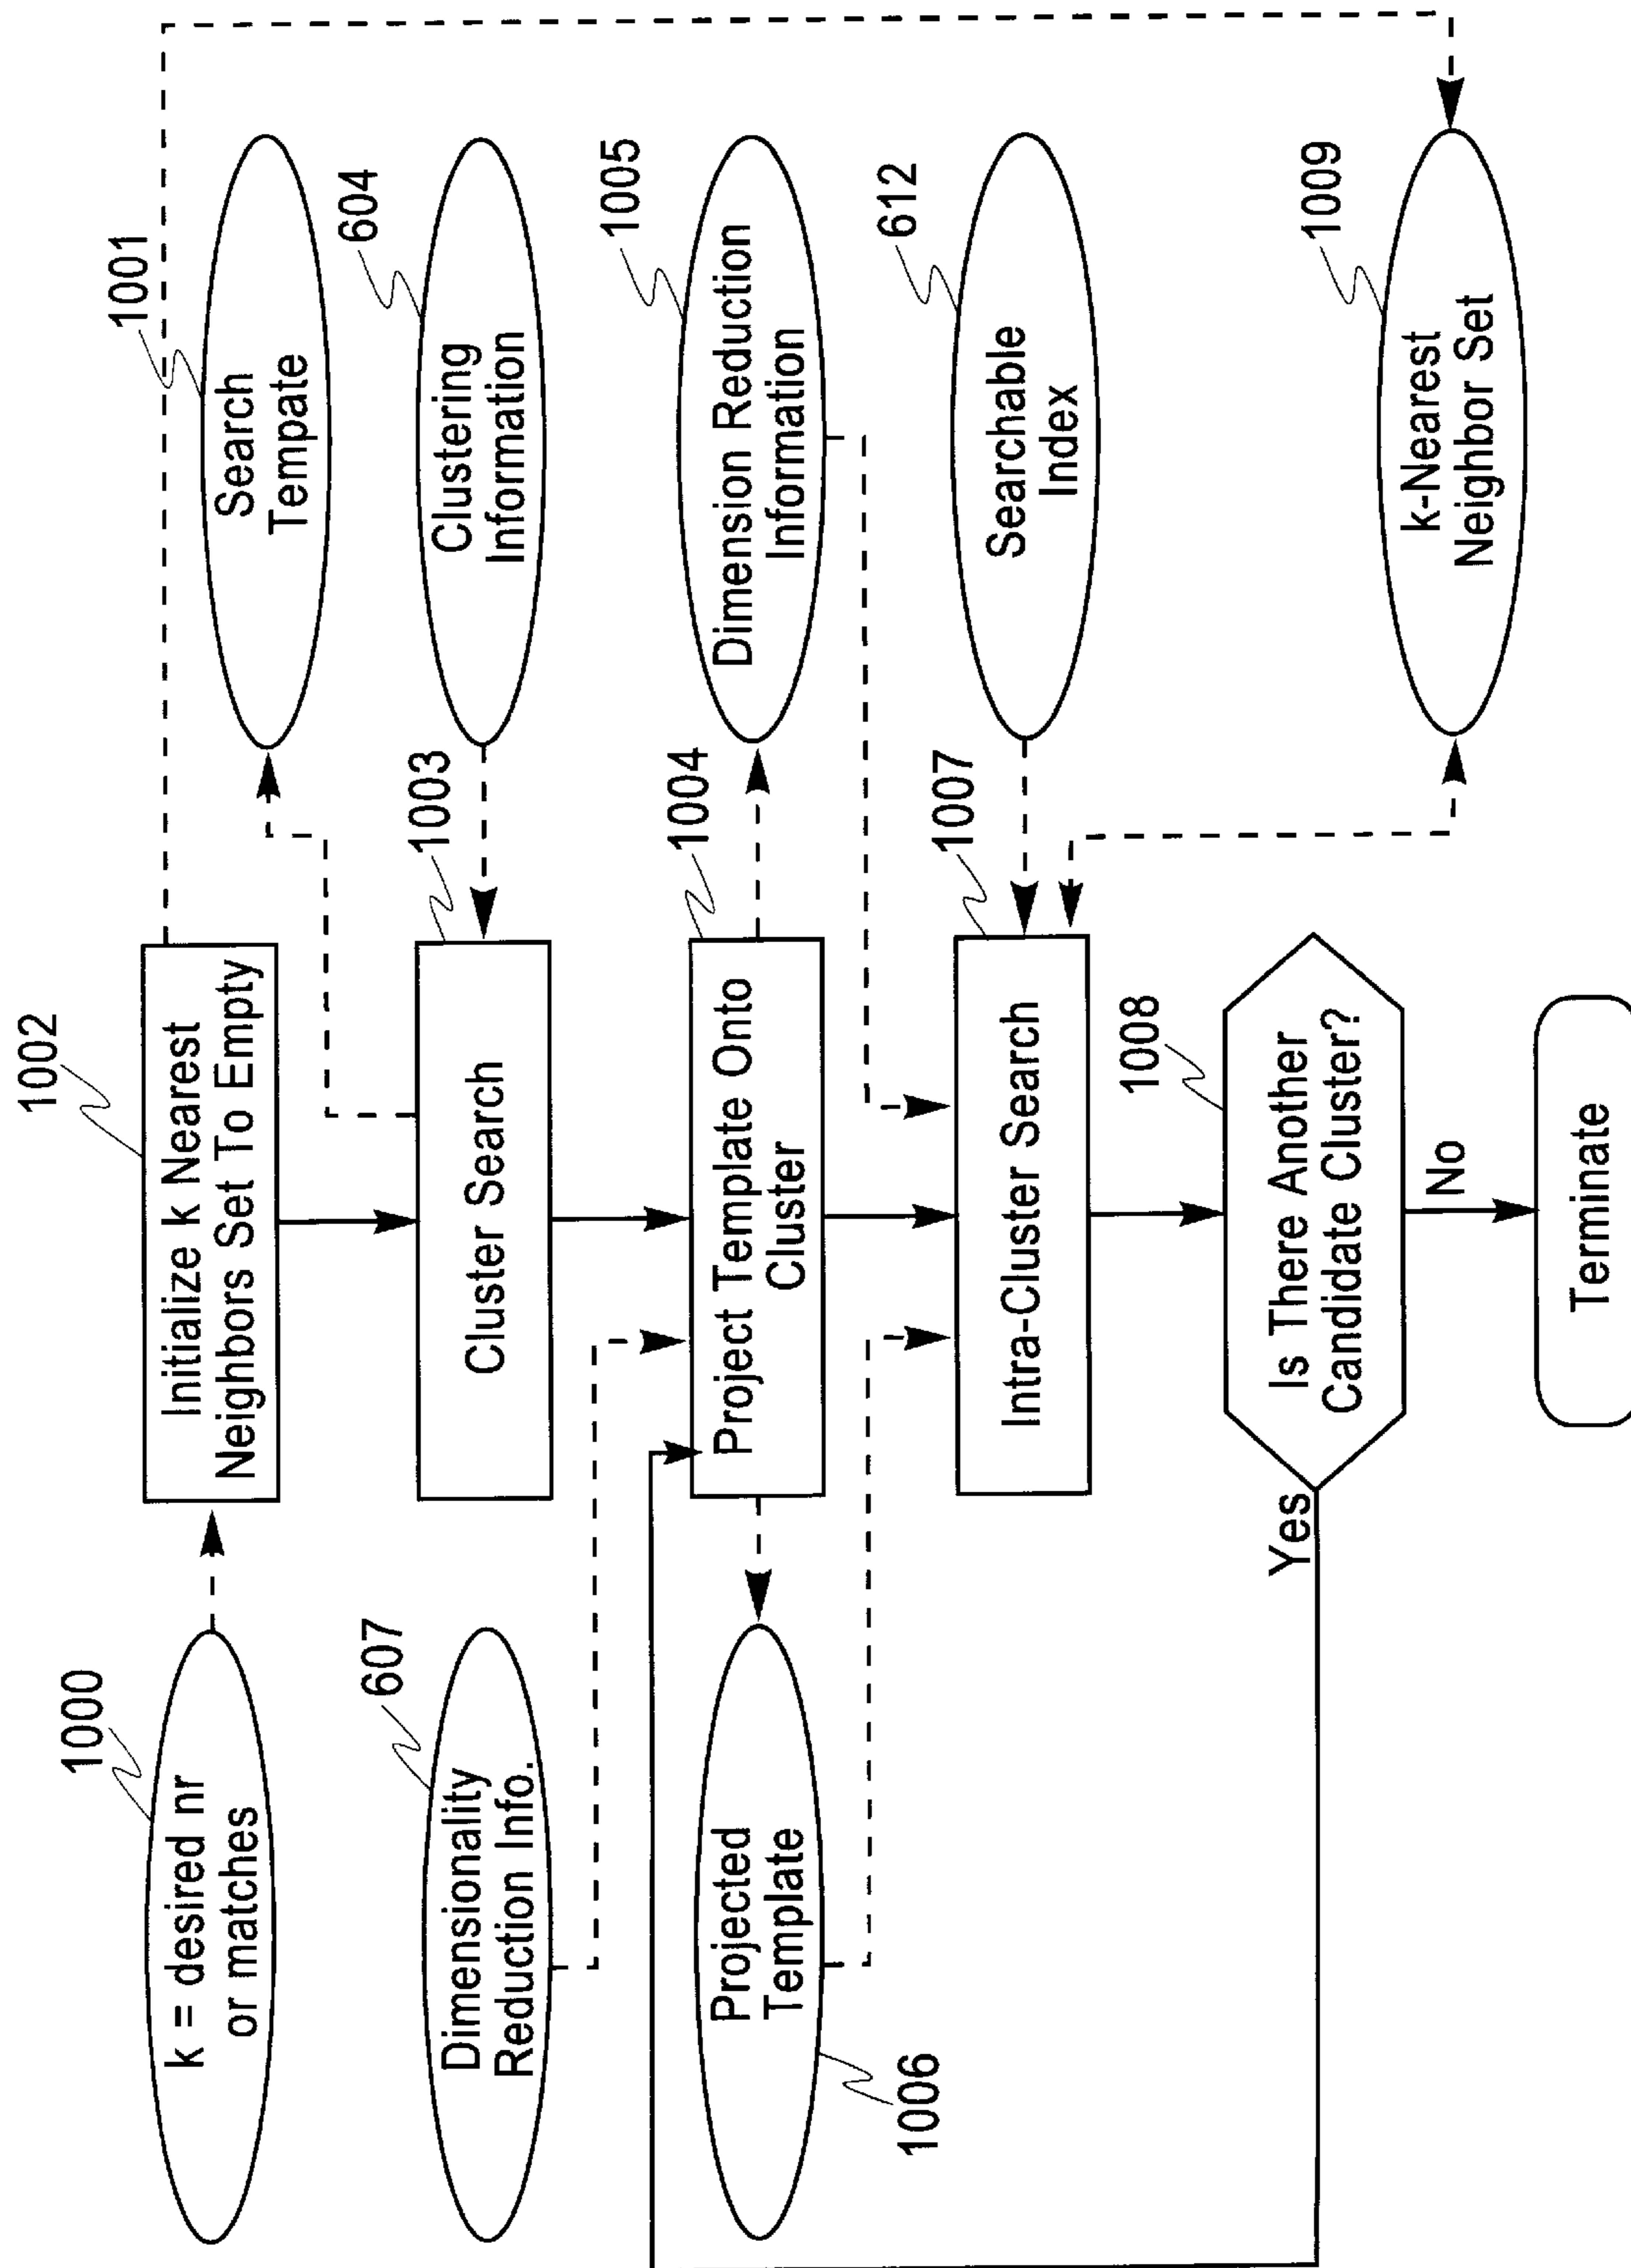 1000
k = desired nr
or matches
1002
Initialize k Nearest
Neighbors Set To Empty
1001
Search
Tempate
607
Dimensionality
Reduction Info.
Cluster Search
1003
Clustering
Information
604
Projected
Template
1006
Project Template Onto
Cluster
1004
Dimension Reduction
Information
1005
Intra-Cluster Search
1007
Searchable
Index
612
Is There Another
Candidate Cluster?
1008
Yes
No
k-Nearest
Neighbor Set
1009
Terminate